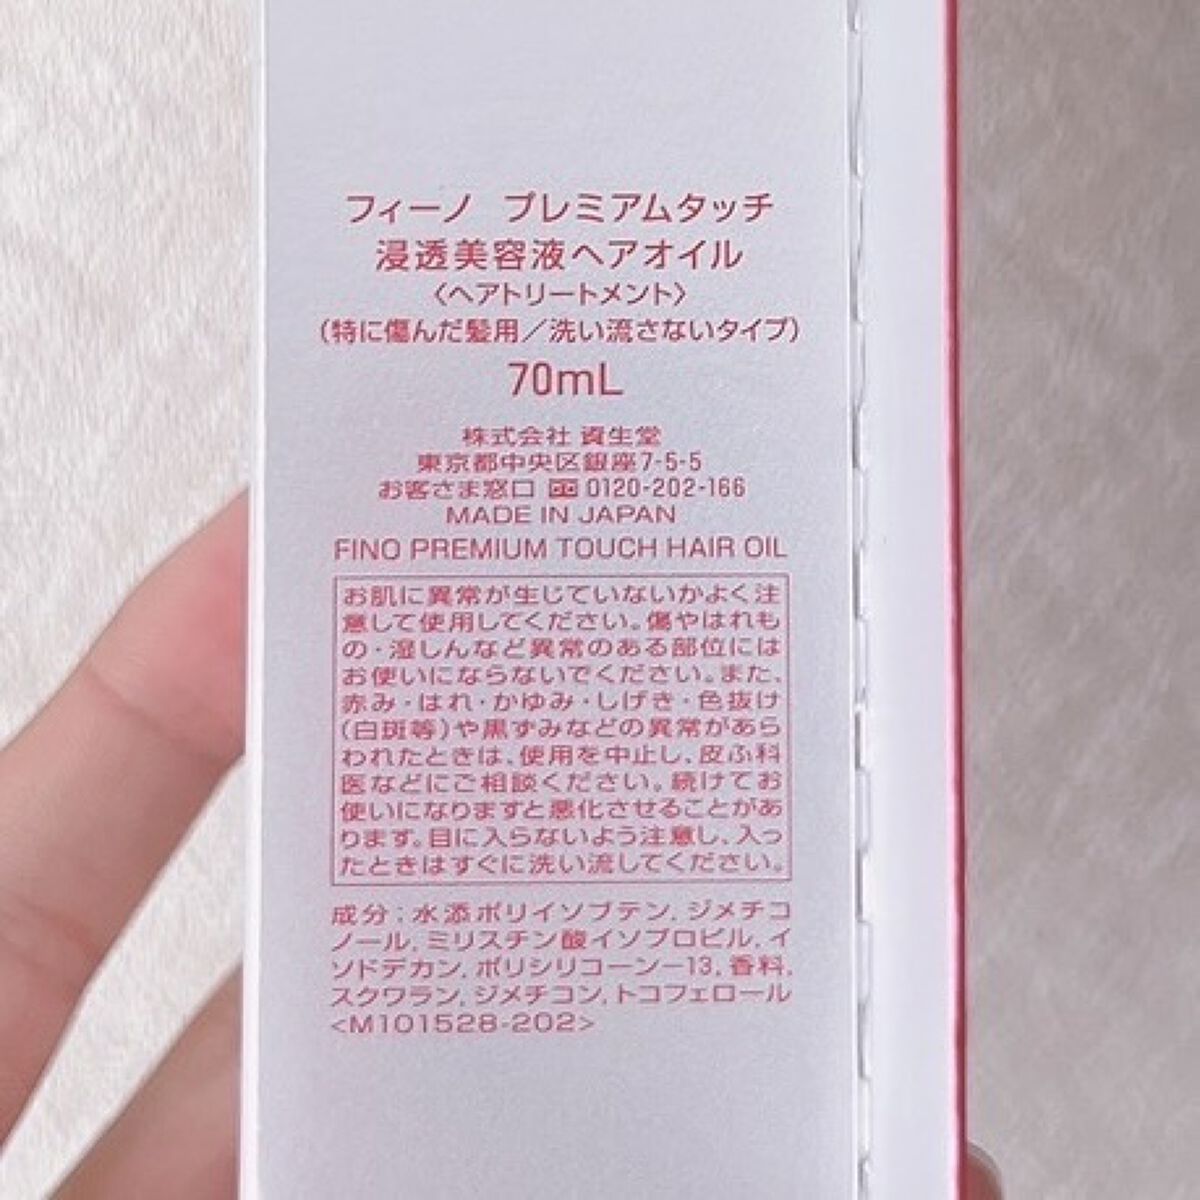 フィーノ プレミアムタッチ
浸透美容液ヘアオイル
〈ヘアトリートメント〉
(特に傷んだ髪用／洗い流さないタイプ)
70mL
株式会社 資生堂
東京都中央区銀座7-5-5
お客さま窓口 0120-202-166
MADE IN JAPAN
FINO PREMIUM TOUCH HAIR OIL
お肌に異常が生じていないかよく注
意して使用してください。傷やはれも
の・湿しんなど異常のある部位には
お使いにならないでください。また、
赤み・はれ・かゆみ・しげき・色抜け
(白斑等)や黒ずみなどの異常があら
われたときは、使用を中止し、皮ふ科
医などにご相談ください。続けてお
使いになりますと悪化させることがあ
ります。目に入らないよう注意し、入っ
たときはすぐに洗い流してください。
成分：水添ポリイソブテン, ジメチコ
ノール, ミリスチン酸イソプロピル, イ
ソドデカン, ポリシリコーン－13, 香料,
スクワラン, ジメチコン, トコフェロール
<M101528-202>